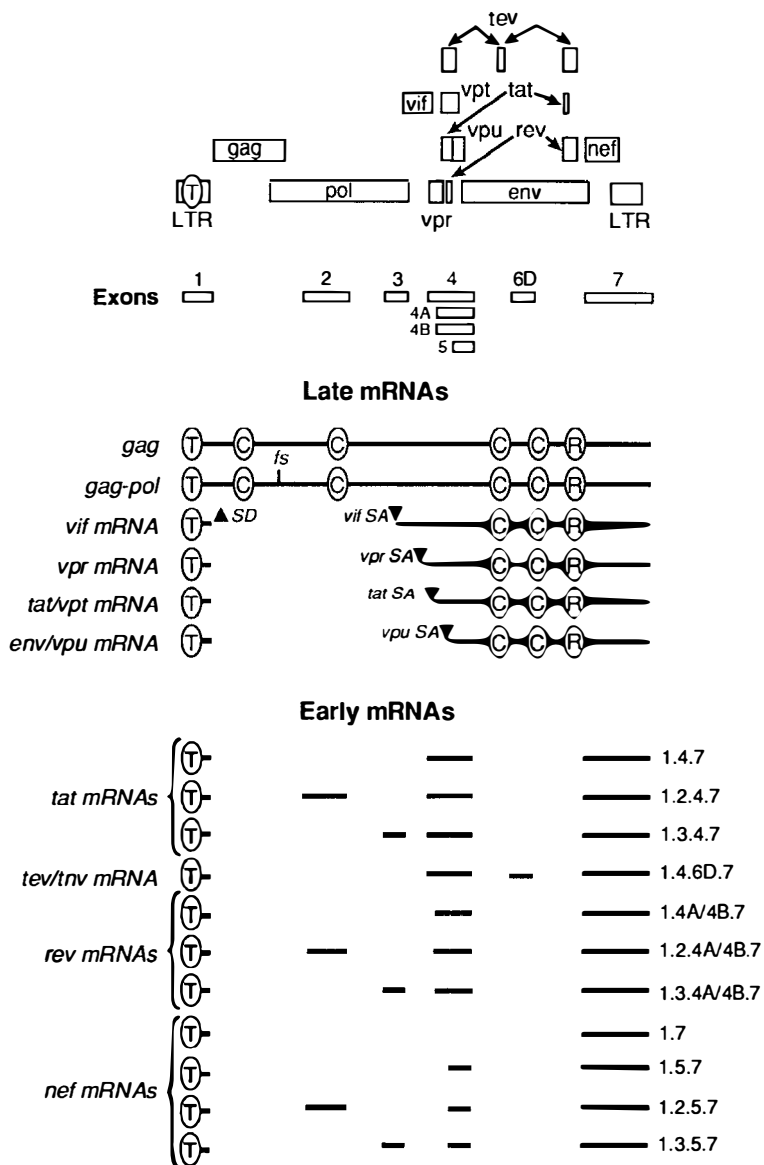 tev
vif vpt tat
gag vpu rev nef
T pol vpr env
LTR LTR
Exons 1 2 3 4 6D 7
4A
4B
5
Late mRNAs
gag T C C C C R
fs
gag-pol T C C C C R
vif mRNA T SD vif SA C C R
vpr mRNA T vpr SA C C R
tat/vpt mRNA T tat SA C C R
env/vpu mRNA T vpu SA C C R
Early mRNAs
T 1.4.7
tat mRNAs T 1.2.4.7
T 1.3.4.7
tev/tnv mRNA T 1.4.6D.7
T 1.4A/4B.7
rev mRNAs T 1.2.4A/4B.7
T 1.3.4A/4B.7
T 1.7
T 1.5.7
nef mRNAs T 1.2.5.7
T 1.3.5.7